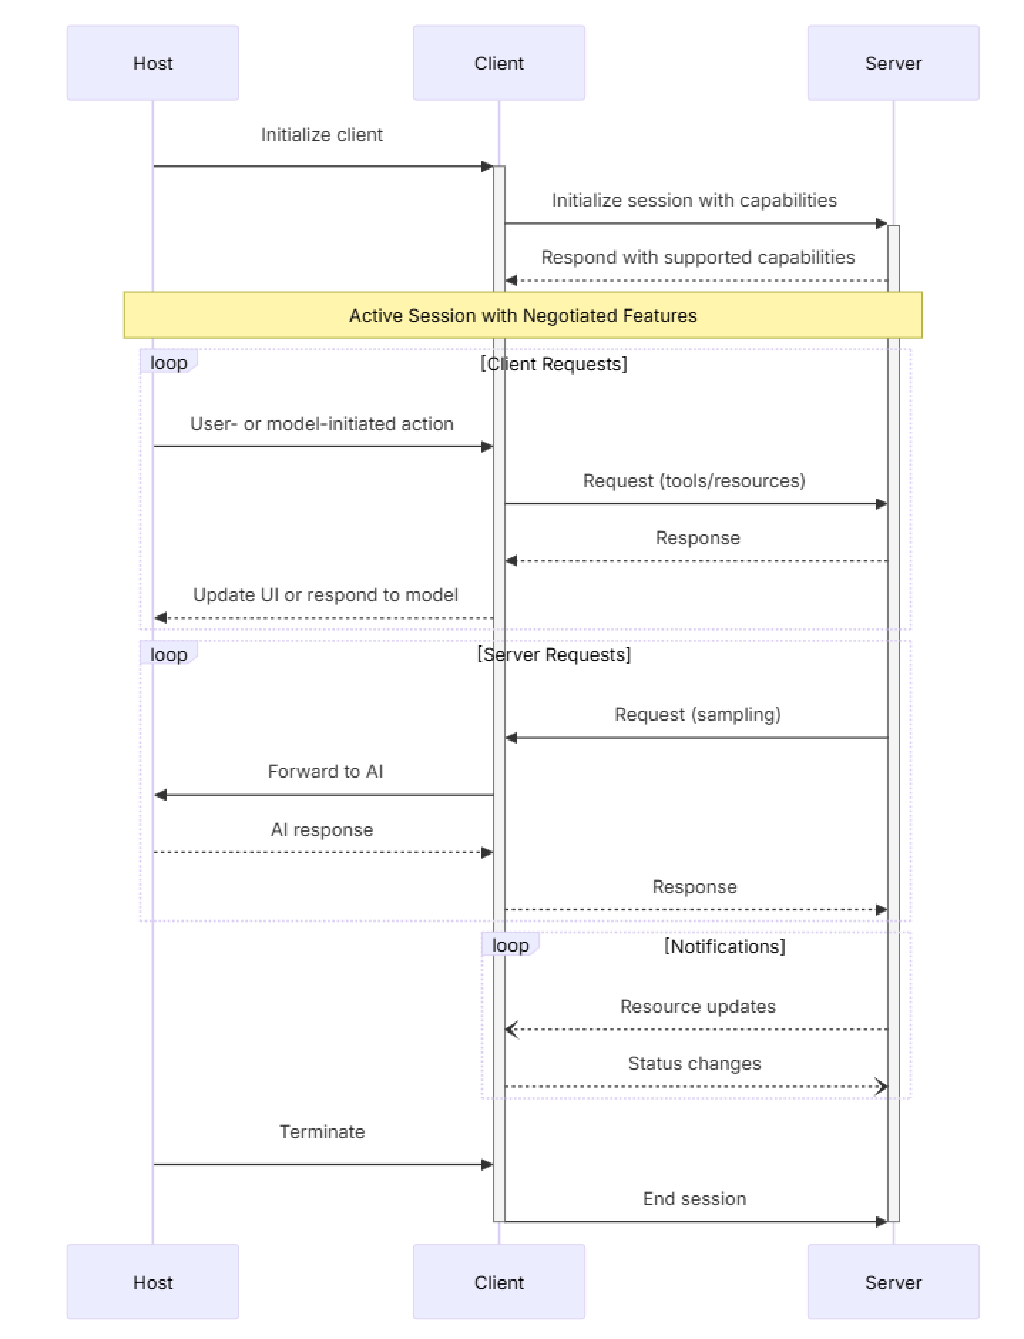 Host
Client
Server
Initialize client
Initialize session with capabilities
Respond with supported capabilities
Active Session with Negotiated Features
loop
[Client Requests]
User- or model-initiated action
Request (tools/resources)
Response
Update UI or respond to model
loop
[Server Requests]
Request (sampling)
Forward to AI
AI response
Response
loop
[Notifications]
Resource updates
Status changes
Terminate
End session
Host
Client
Server